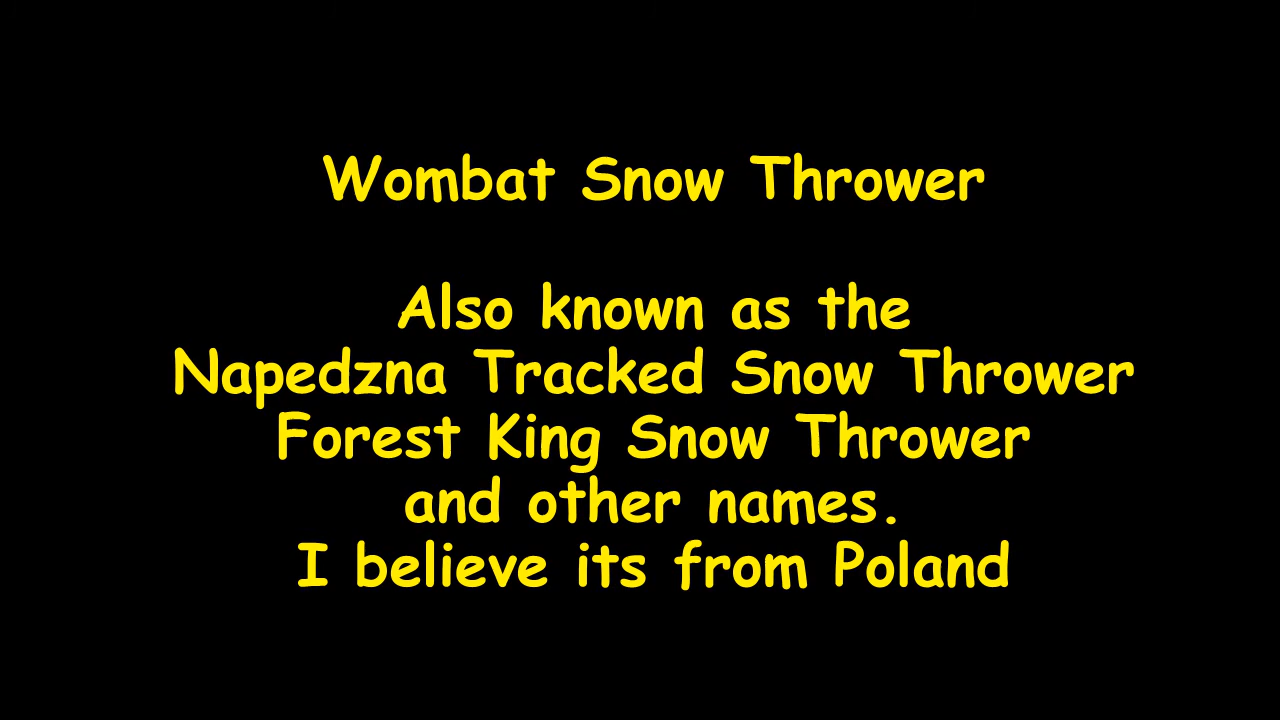 Wombat Snow Thrower
Also known as the
Napedzna Tracked Snow Thrower
Forest King Snow Thrower
and other names.
I believe its from Poland